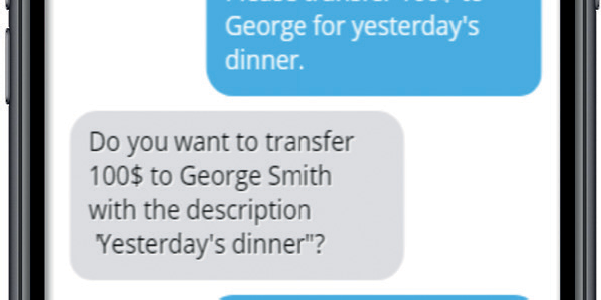 George for yesterday's
dinner.
Do you want to transfer
100$ to George Smith
with the description
"Yesterday's dinner"?